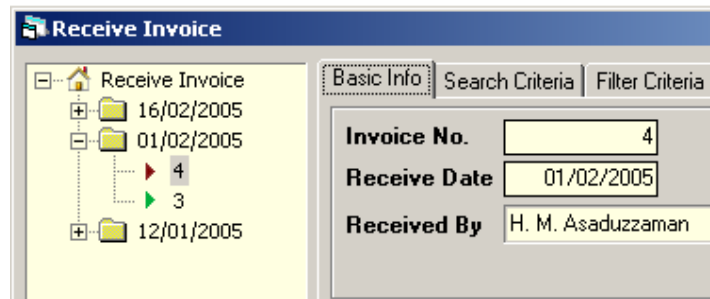 Receive Invoice
Receive Invoice
16/02/2005
01/02/2005
4
3
12/01/2005
Basic Info Search Criteria Filter Criteria
Invoice No. 4
Receive Date 01/02/2005
Received By H. M. Asaduzzaman